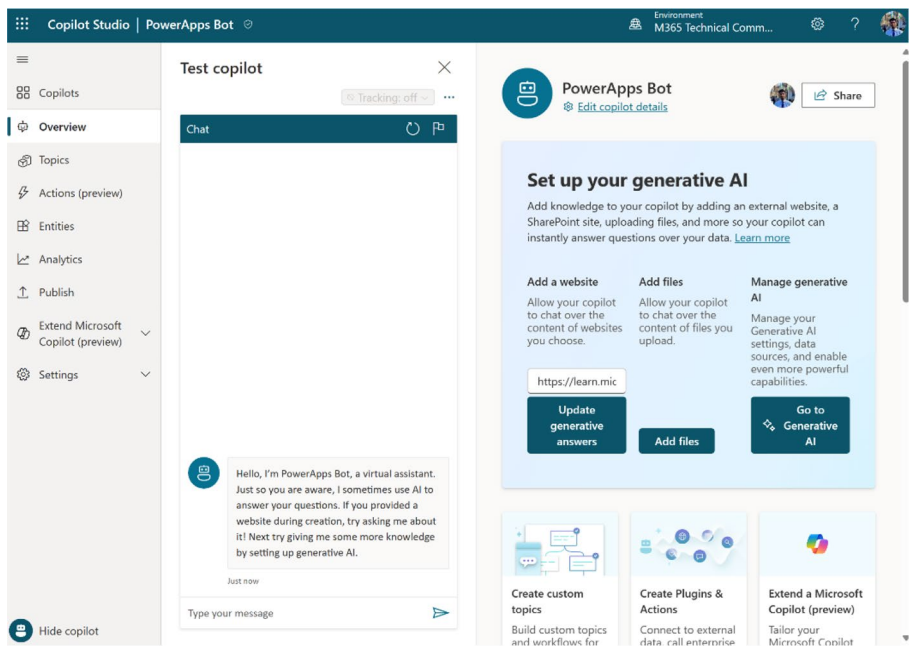 Copilot Studio | PowerApps Bot
Environment
M365 Technical Comm...
?
Copilots
Overview
Topics
Actions (preview)
Entities
Analytics
Publish
Extend Microsoft
Copilot (preview)
Settings
Hide copilot
Test copilot
Tracking: off
Chat
Hello, I'm PowerApps Bot, a virtual assistant.
Just so you are aware, I sometimes use AI to
answer your questions. If you provided a
website during creation, try asking me about
it! Next try giving me some more knowledge
by setting up generative AI.
Just now
Type your message
PowerApps Bot
Edit copilot details
Share
Set up your generative AI
Add knowledge to your copilot by adding an external website, a
SharePoint site, uploading files, and more so your copilot can
instantly answer questions over your data. Learn more
Add a website
Allow your copilot
to chat over the
content of websites
you choose.
https://learn.mic
Update
generative
answers
Add files
Allow your copilot
to chat over the
content of files you
upload.
Add files
Manage generative
AI
Manage your
Generative AI
settings, data
sources, and enable
even more powerful
capabilities.
Go to
Generative
AI
Create custom
topics
Build custom topics
and workflows for
Create Plugins &
Actions
Connect to external
data, call enterprise
Extend a Microsoft
Copilot (preview)
Tailor your
Microsoft Copilot